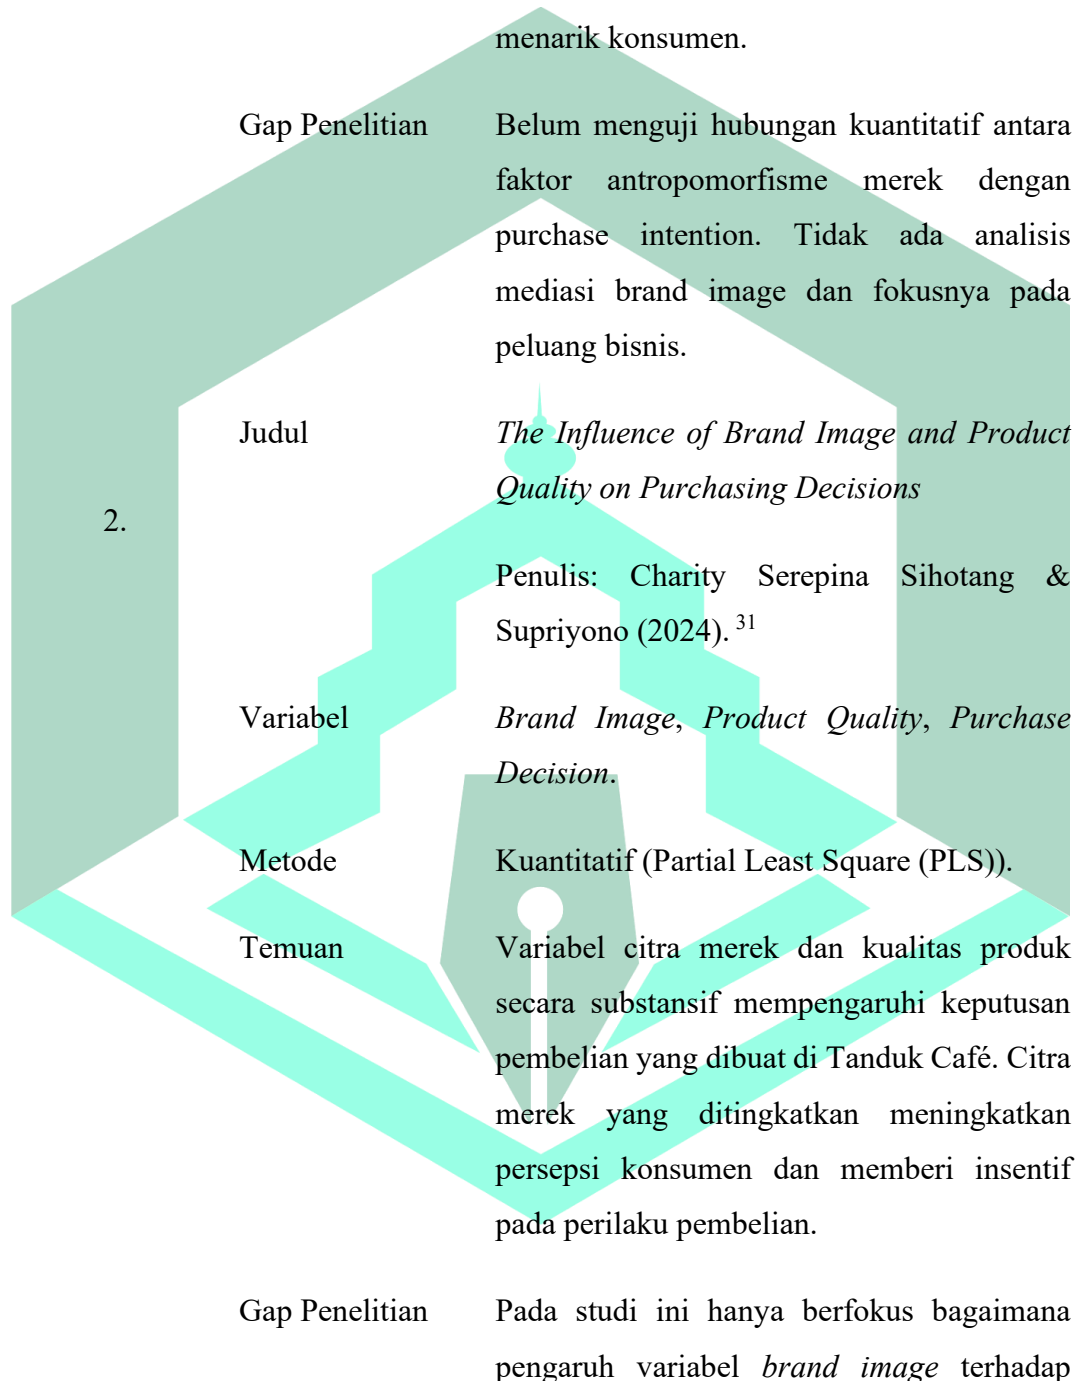 menarik konsumen.
Gap Penelitian Belum menguji hubungan kuantitatif antara
faktor antropomorfisme merek dengan
purchase intention. Tidak ada analisis
mediasi brand image dan fokusnya pada
peluang bisnis.
2.
Judul The Influence of Brand Image and Product
Quality on Purchasing Decisions
Penulis: Charity Serepina Sihotang &
Supriyono (2024). 31
Variabel Brand Image, Product Quality, Purchase
Decision.
Metode Kuantitatif (Partial Least Square (PLS)).
Temuan Variabel citra merek dan kualitas produk
secara substansif mempengaruhi keputusan
pembelian yang dibuat di Tanduk Café. Citra
merek yang ditingkatkan meningkatkan
persepsi konsumen dan memberi insentif
pada perilaku pembelian.
Gap Penelitian Pada studi ini hanya berfokus bagaimana
pengaruh variabel brand image terhadap